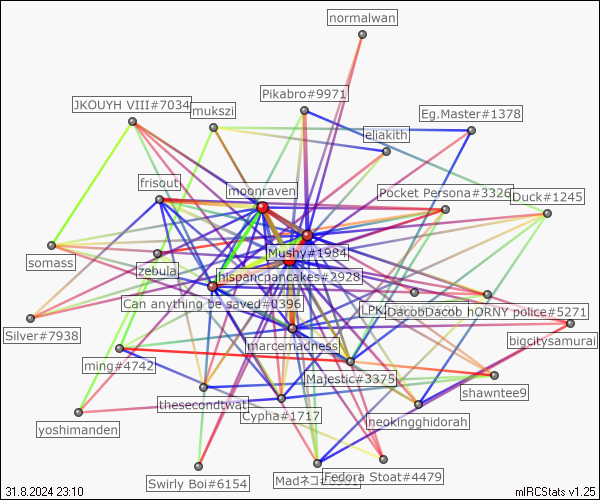 normalwan
Pikabro#9971
JKOUYH VIII#7034
mukszi
Eg.Master#1378
eliakith
frisout
moonraven
Pocket Persona#3326
Duck#1245
Mushy#1984
somass
zebula
hispancpancakes#2928
Can anything be saved#0396
LPK
DacobDacob hORNY police#5271
Silver#7938
marcemadness
bigcitysamurai
ming#4742
Majestic#3375
shawntee9
thesecondtwat
Cypha#1717
neokingghidorah
yoshimanden
Swirly Boi#6154
Madネコ
Fedora Stoat#4479
31.8.2024 23:10
mIRCStats v1.25